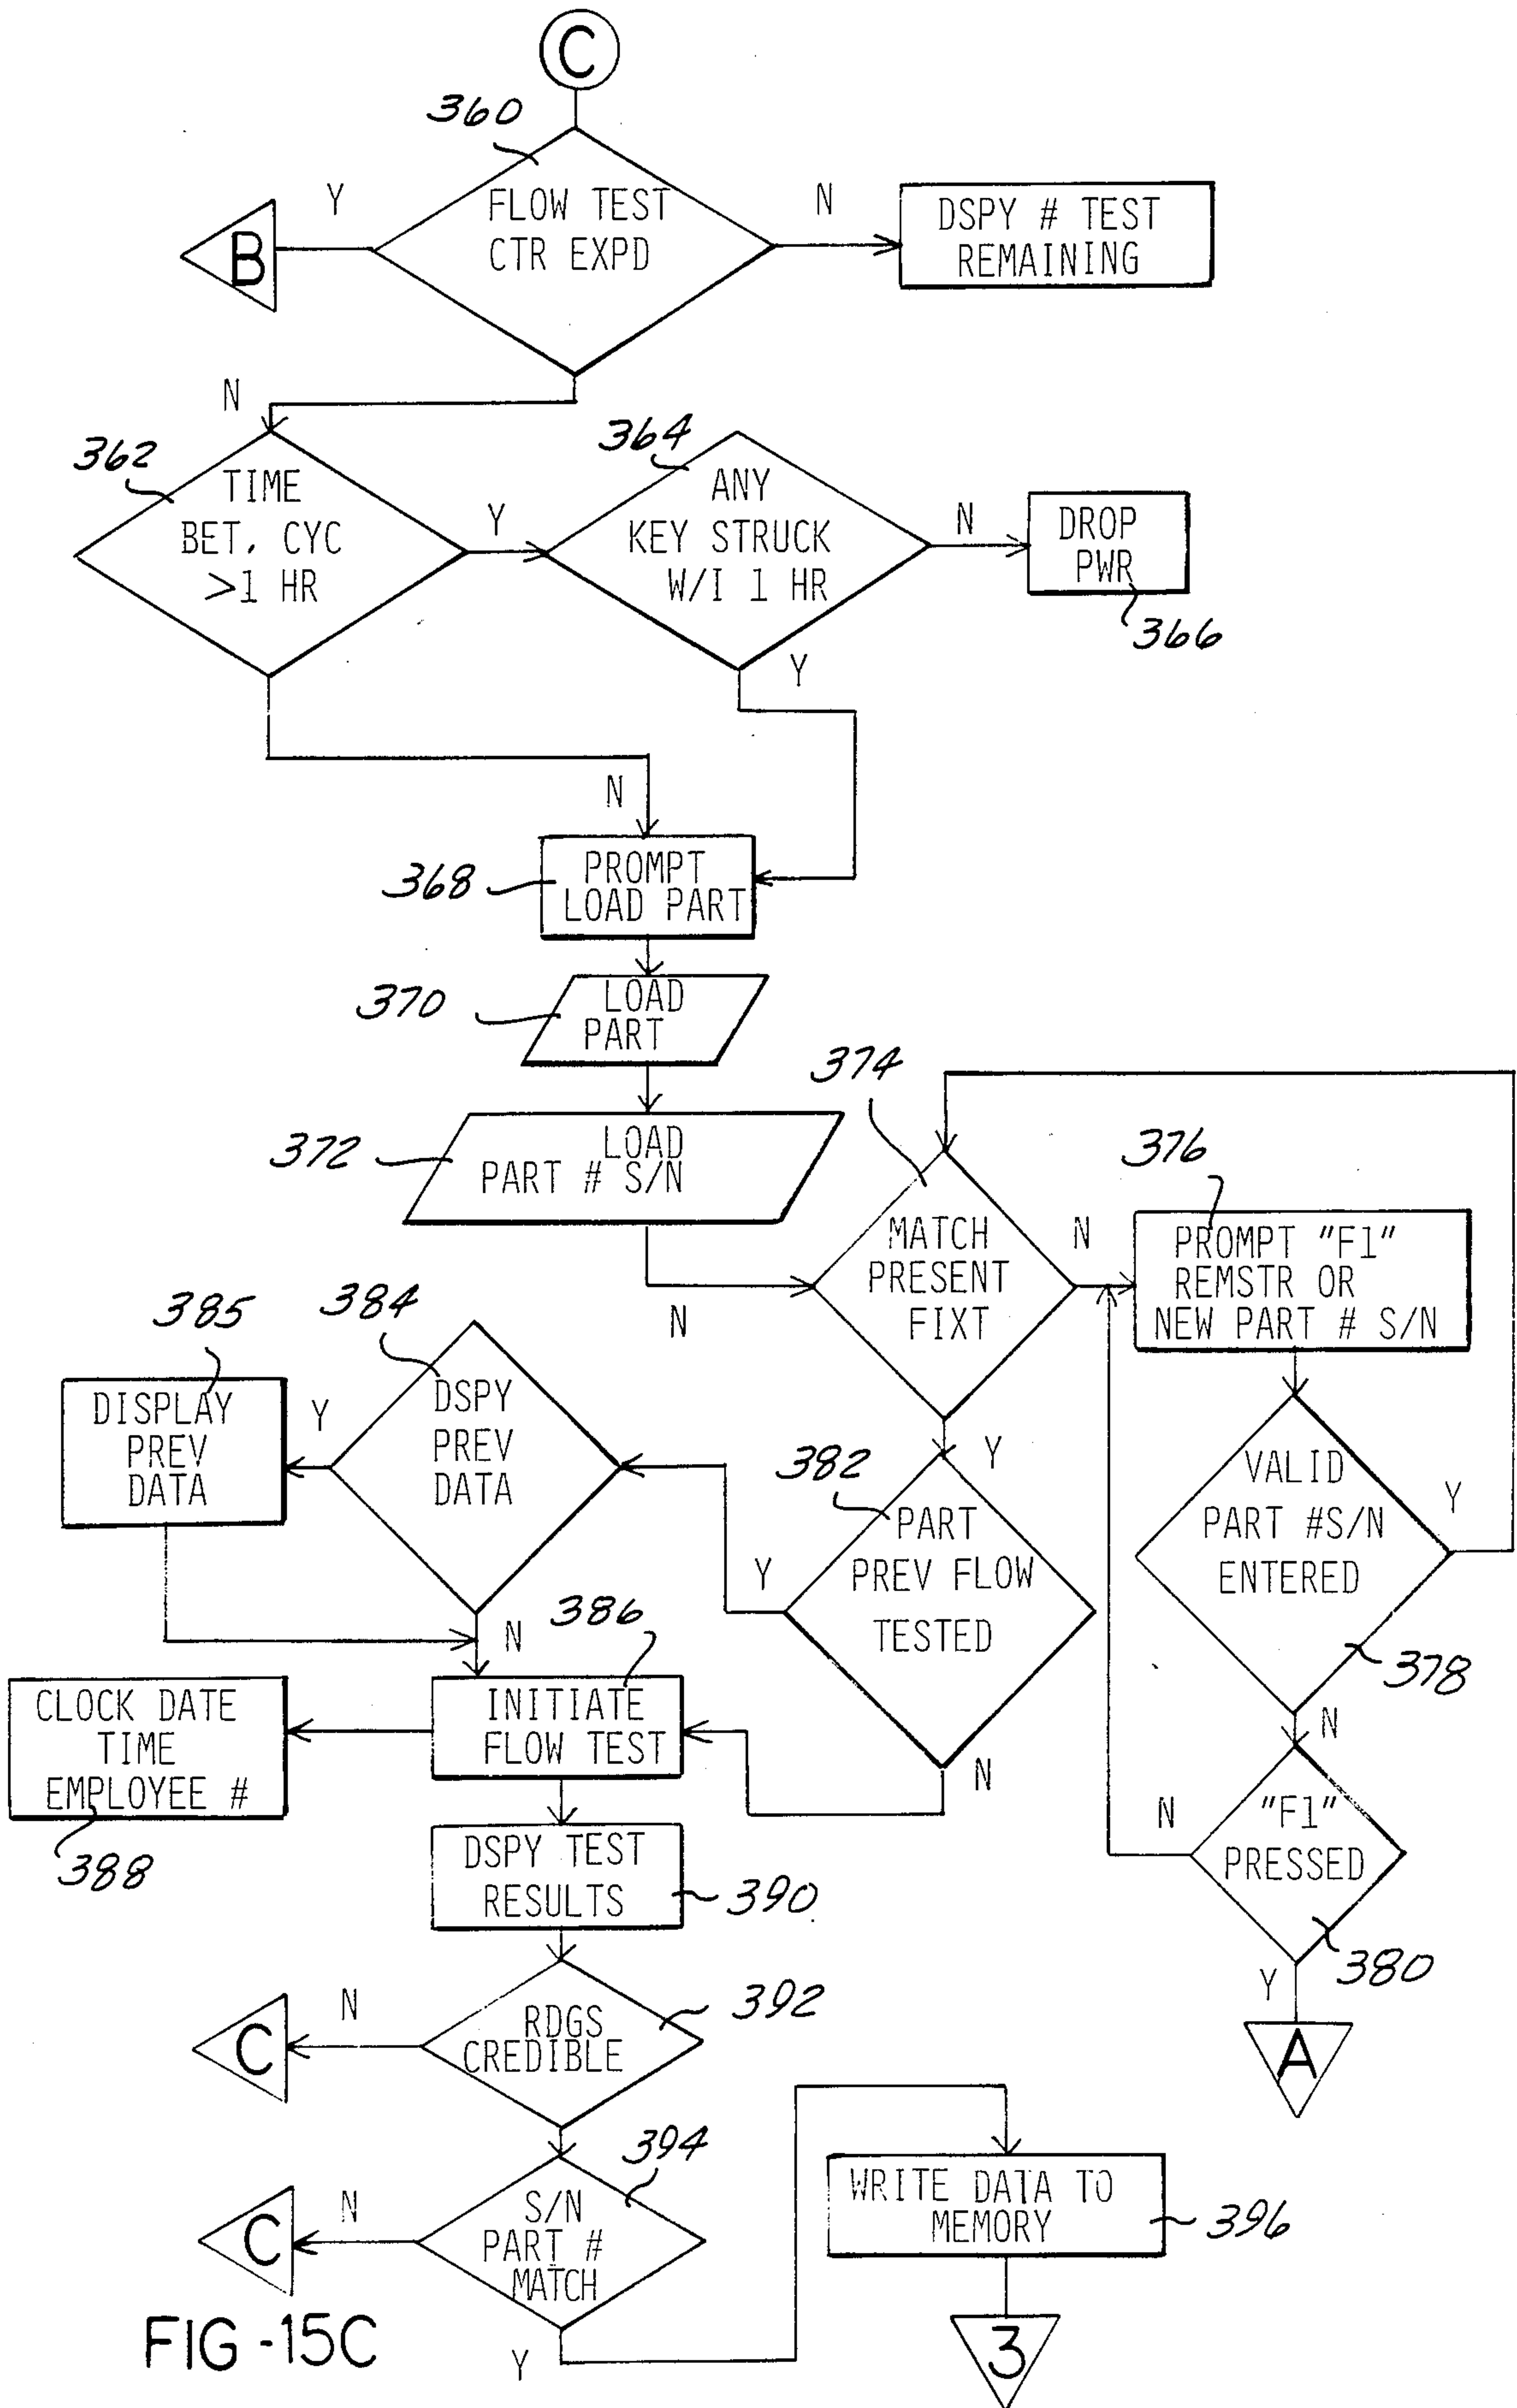 C
360
Y
FLOW TEST
CTR EXPD
N
DSPY # TEST
REMAINING
B
N
362
TIME
BET. CYC
>1 HR
Y
364
ANY
KEY STRUCK
W/I 1 HR
N
DROP
PWR
366
Y
N
368
PROMPT
LOAD PART
370
LOAD
PART
372
LOAD
PART # S/N
N
374
MATCH
PRESENT
FIXT
N
376
PROMPT "F1"
REMSTR OR
NEW PART # S/N
385
DISPLAY
PREV
DATA
Y
384
DSPY
PREV
DATA
382
Y
PART
PREV FLOW
TESTED
Y
VALID
PART #S/N
ENTERED
Y
378
N
N
386
INITIATE
FLOW TEST
N
CLOCK DATE
TIME
EMPLOYEE #
388
N
"F1"
PRESSED
380
Y
A
DSPY TEST
RESULTS
390
392
RDGS
CREDIBLE
N
C
394
S/N
PART #
MATCH
N
C
Y
WRITE DATA TO
MEMORY
396
3
FIG-15C